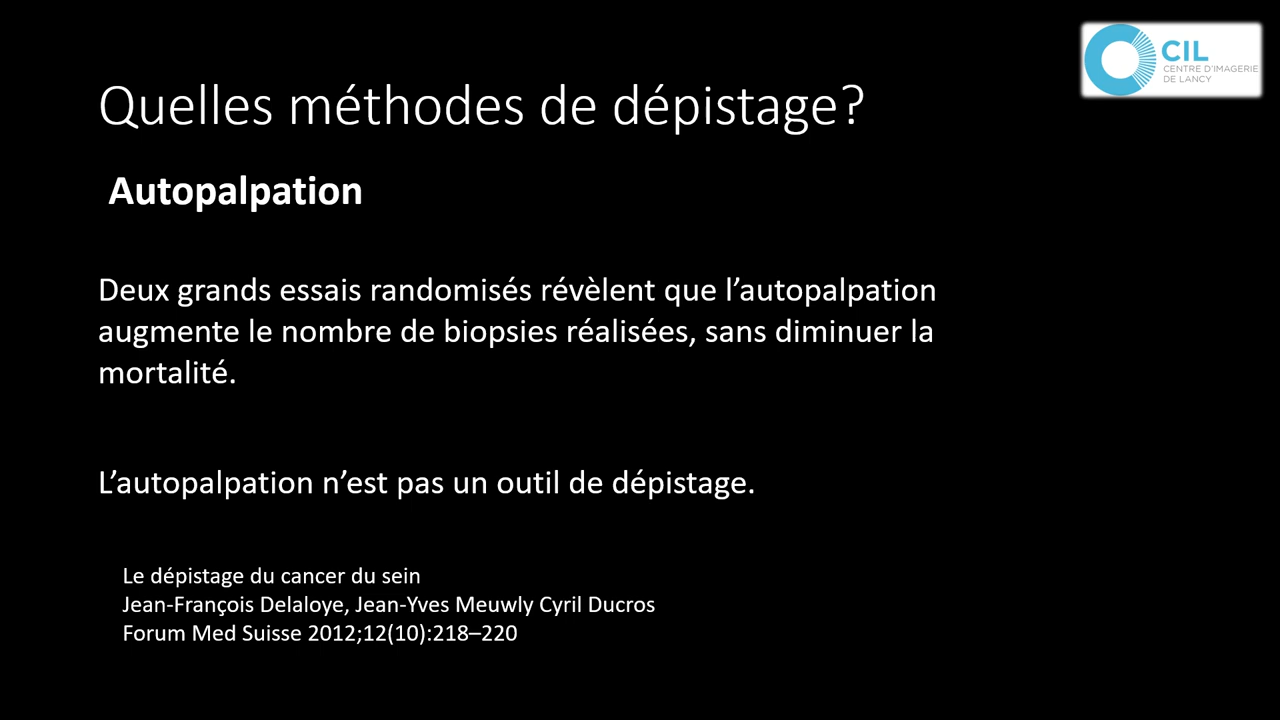 CIL
CENTRE D'IMAGERIE
DE LANCY
Quelles méthodes de dépistage?
Autopalpation
Deux grands essais randomisés révèlent que l’autopalpation
augmente le nombre de biopsies réalisées, sans diminuer la
mortalité.
L’autopalpation n’est pas un outil de dépistage.
Le dépistage du cancer du sein
Jean-François Delaloye, Jean-Yves Meuwly Cyril Ducros
Forum Med Suisse 2012;12(10):218–220